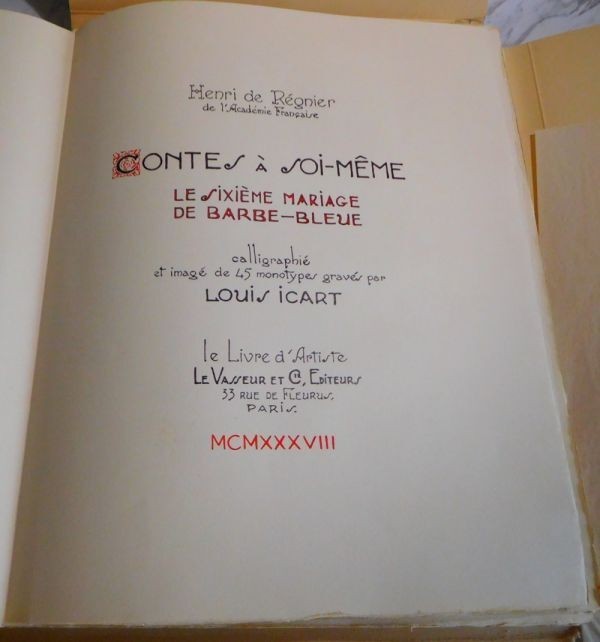 Henri de Régnier
de l'Académie Française
CONTES À SOI-MÊME
LE SIXIÈME MARIAGE
DE BARBE-BLEUE
calligraphié
et imagé de 45 monotypes gravés par
LOUIS ICART
le Livre d'Artiste
LE VASSEUR ET Cie, EDITEURS
33 RUE DE FLEURUS.
PARIS.
MCMXXXVIII